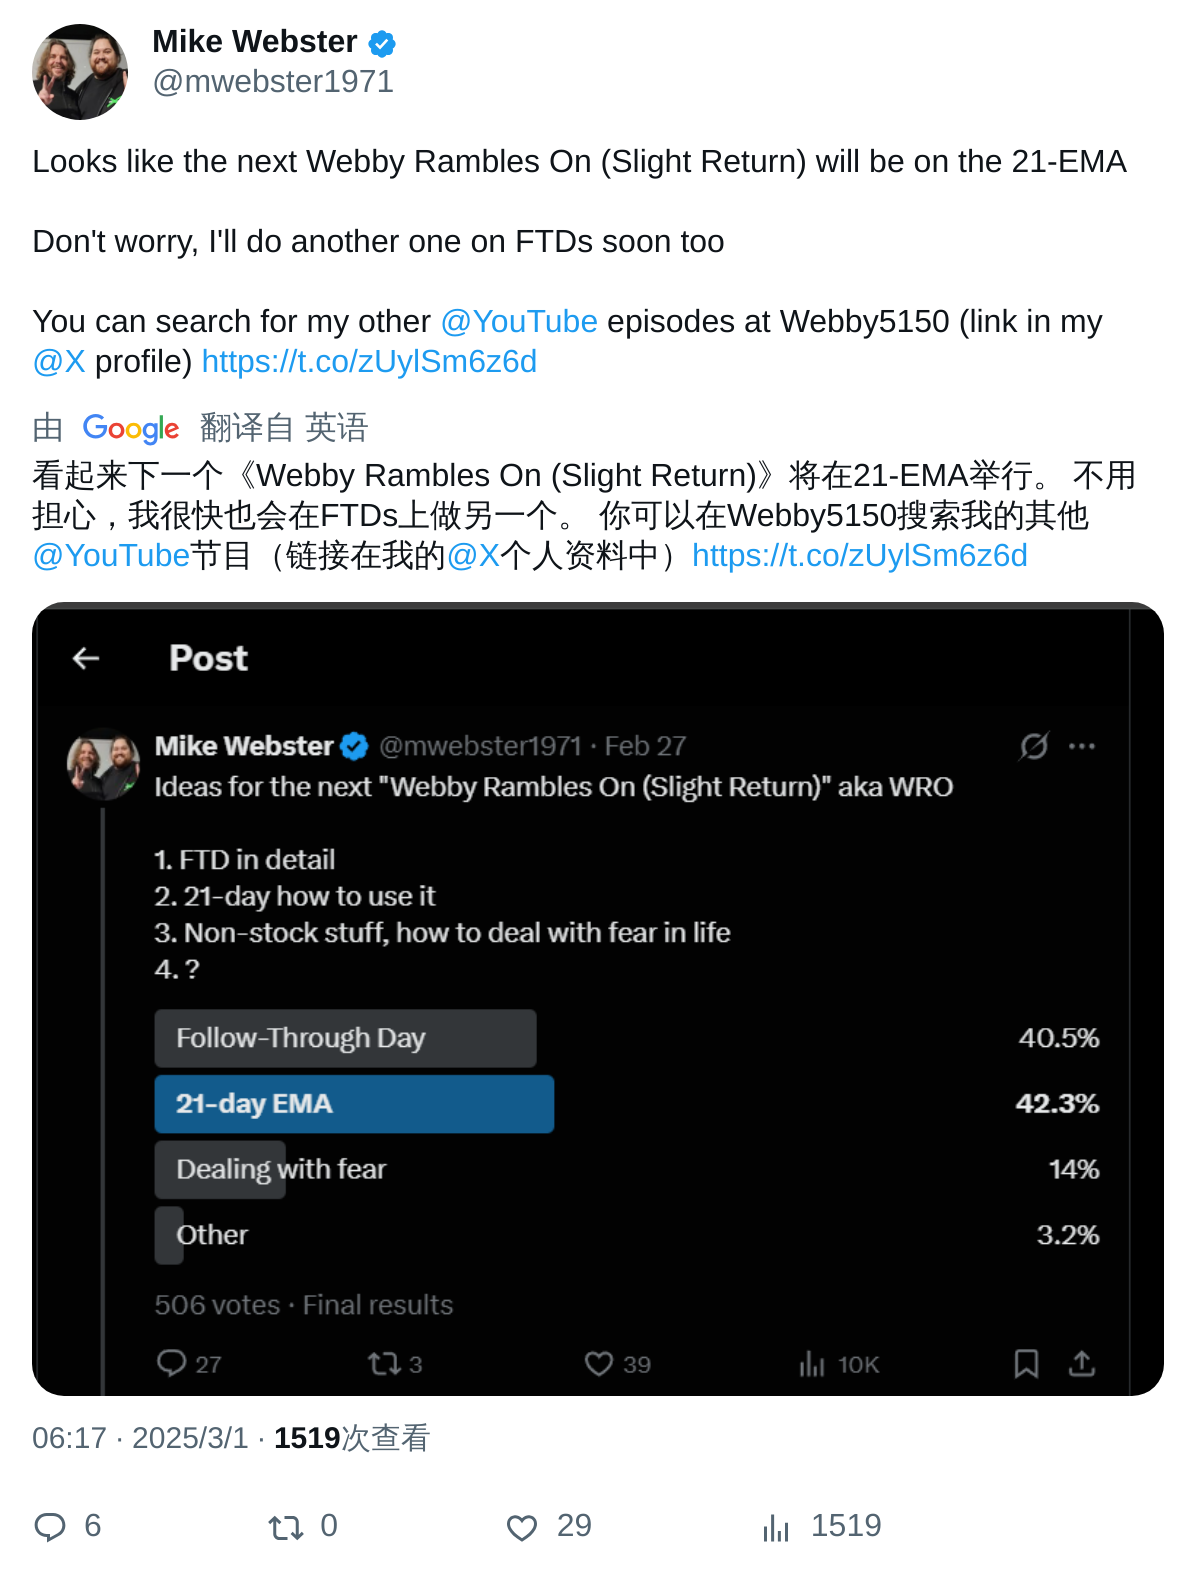 Mike Webster
@mwebster1971
Looks like the next Webby Rambles On (Slight Return) will be on the 21-EMA
Don't worry, I'll do another one on FTDs soon too
You can search for my other @YouTube episodes at Webby5150 (link in my
@X profile) https://t.co/zUylSm6z6d
由 Google 翻译自 英语
看起来下一个《Webby Rambles On (Slight Return)》将在21-EMA举行。 不用
担心，我很快也会在FTDs上做另一个。 你可以在Webby5150搜索我的其他
@YouTube节目（链接在我的@X个人资料中）https://t.co/zUylSm6z6d
Post
Mike Webster @mwebster1971 · Feb 27
Ideas for the next "Webby Rambles On (Slight Return)" aka WRO
1. FTD in detail
2. 21-day how to use it
3. Non-stock stuff, how to deal with fear in life
4. ?
Follow-Through Day 40.5%
21-day EMA 42.3%
Dealing with fear 14%
Other 3.2%
506 votes · Final results
27 3 39 10K
06:17 · 2025/3/1 · 1519次查看
6 0 29 1519